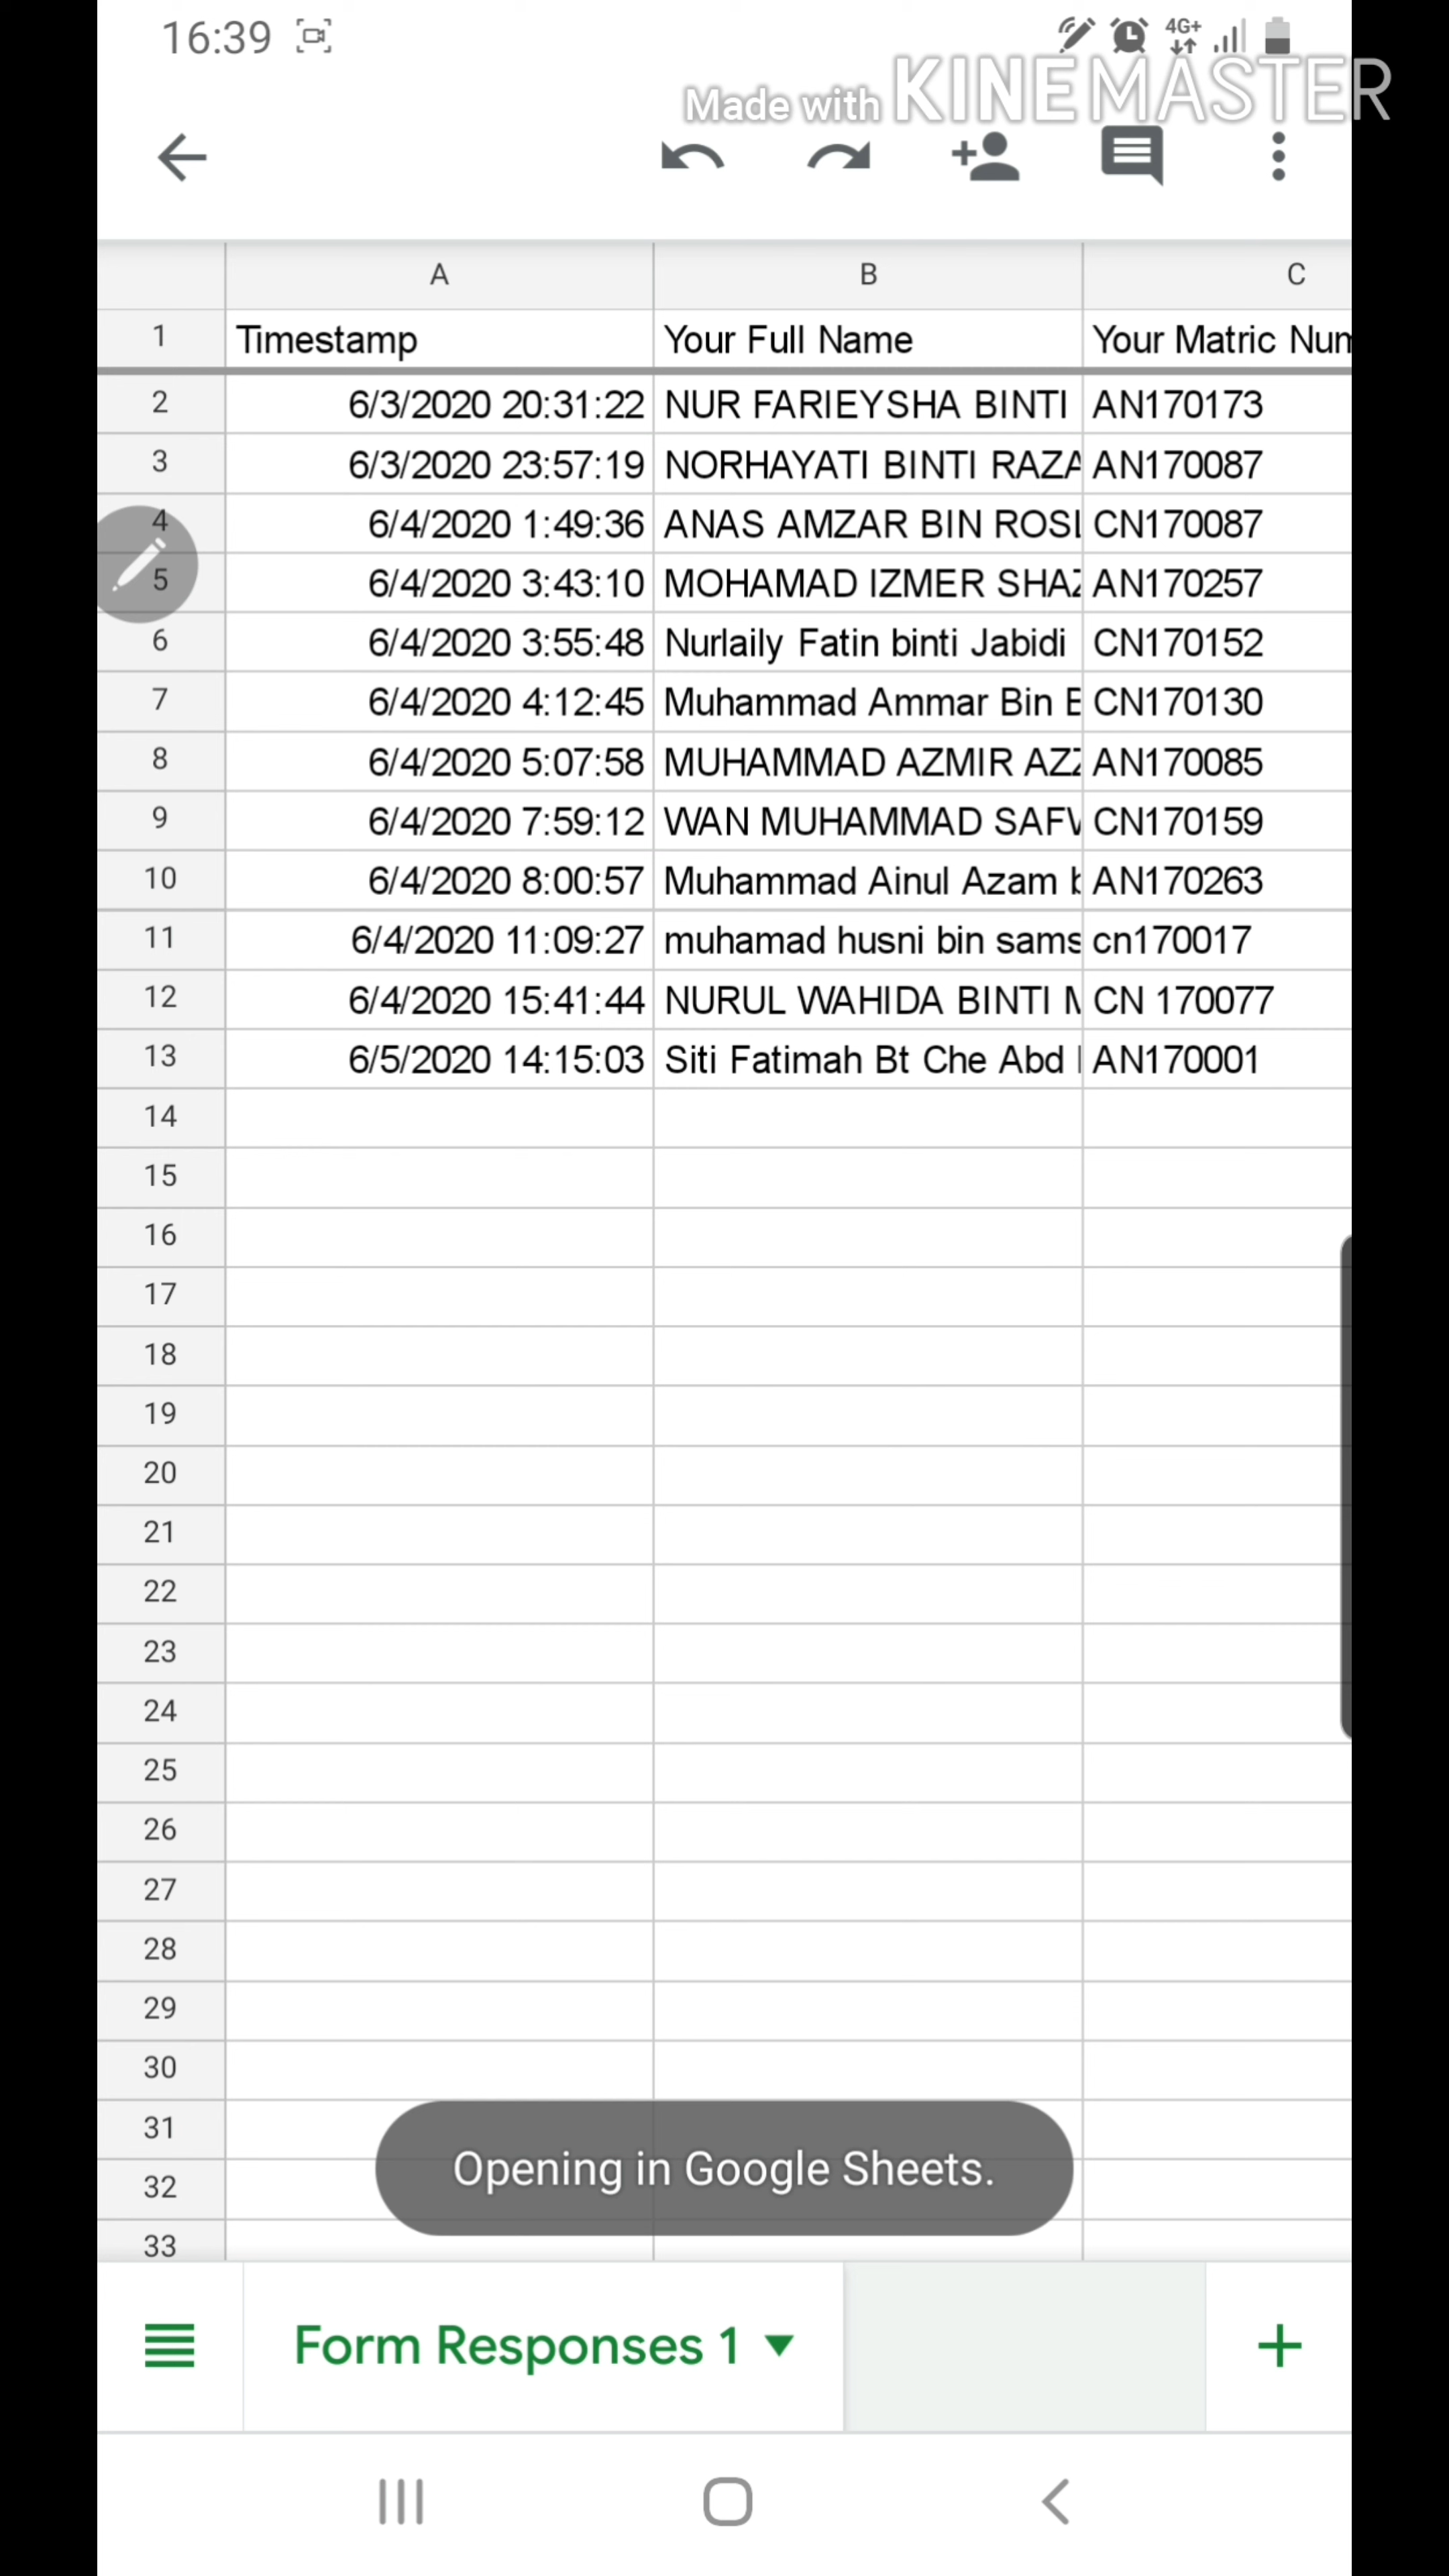 16:39 4G+
Made with KINEMASTER
A B C
1 Timestamp Your Full Name Your Matric Num
2 6/3/2020 20:31:22 NUR FARIEYSHA BINTI AN170173
3 6/3/2020 23:57:19 NORHAYATI BINTI RAZA AN170087
4 6/4/2020 1:49:36 ANAS AMZAR BIN ROSL CN170087
5 6/4/2020 3:43:10 MOHAMAD IZMER SHAZ AN170257
6 6/4/2020 3:55:48 Nurlaily Fatin binti Jabidi CN170152
7 6/4/2020 4:12:45 Muhammad Ammar Bin CN170130
8 6/4/2020 5:07:58 MUHAMMAD AZMIR AZZ AN170085
9 6/4/2020 7:59:12 WAN MUHAMMAD SAFW CN170159
10 6/4/2020 8:00:57 Muhammad Ainul Azam b AN170263
11 6/4/2020 11:09:27 muhamad husni bin sams cn170017
12 6/4/2020 15:41:44 NURUL WAHIDA BINTI M CN 170077
13 6/5/2020 14:15:03 Siti Fatimah Bt Che Abd AN170001
14
15
16
17
18
19
20
21
22
23
24
25
26
27
28
29
30
31
32
33
Opening in Google Sheets.
Form Responses 1